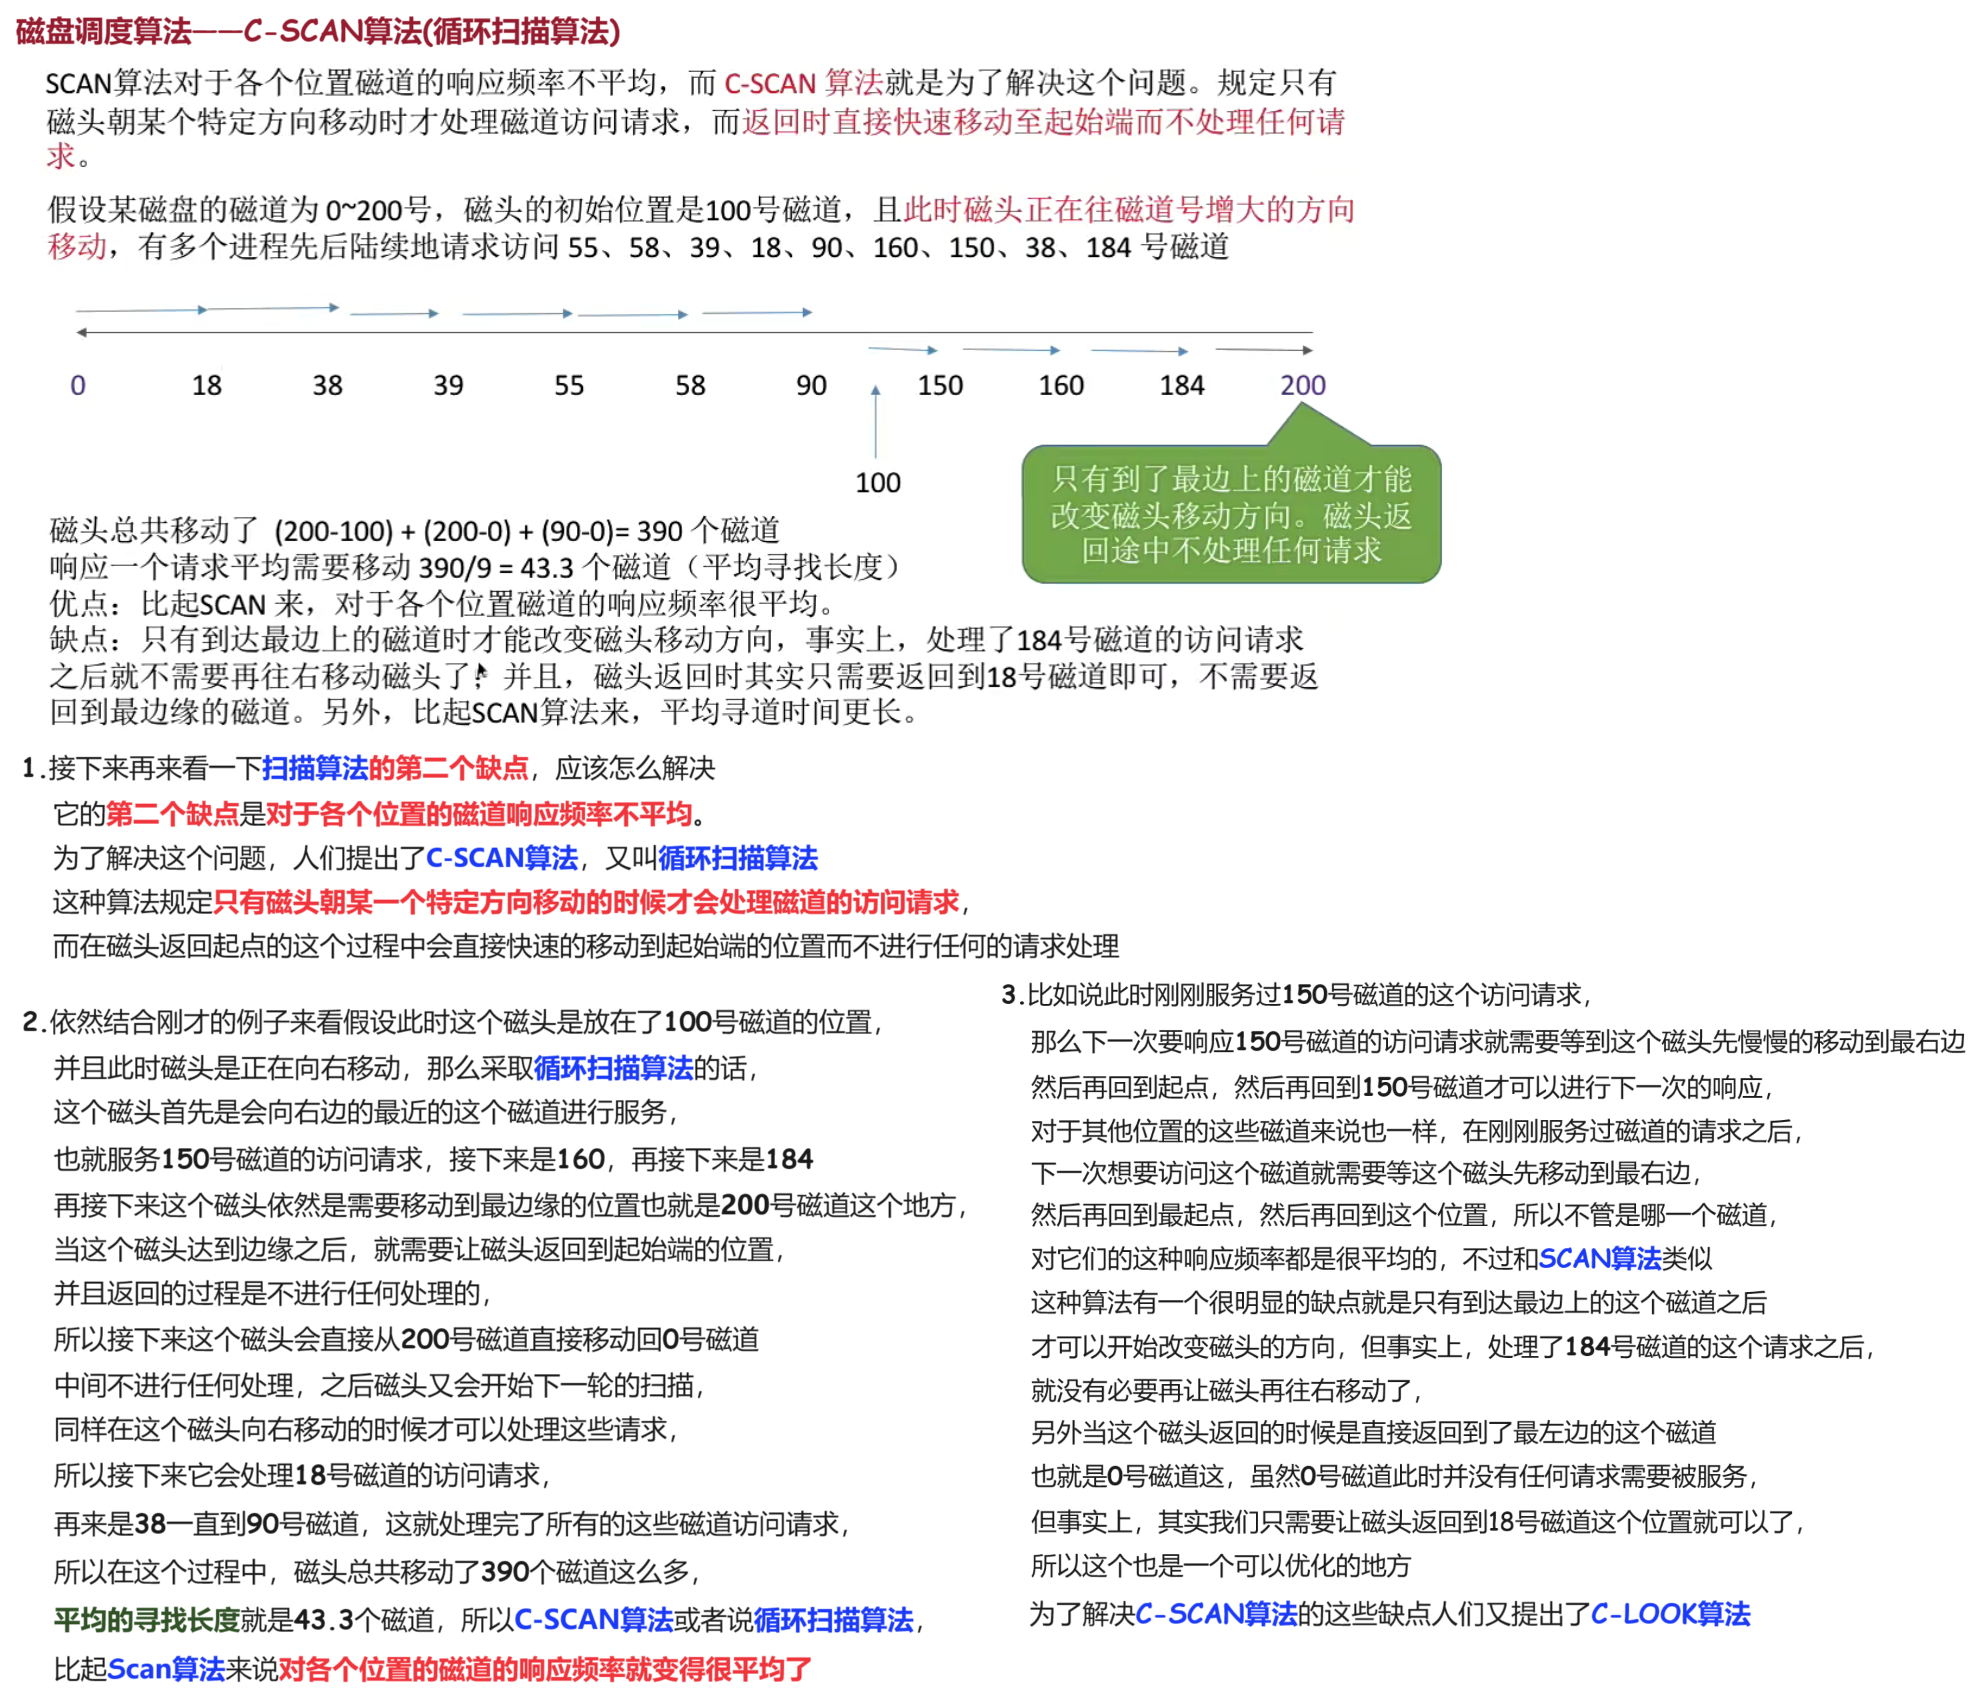 磁盘调度算法——C-SCAN算法(循环扫描算法)
SCAN算法对于各个位置磁道的响应频率不平均，而 C-SCAN 算法就是为了解决这个问题。规定只有
磁头朝某个特定方向移动时才处理磁道访问请求，而返回时直接快速移动至起始端而不处理任何请
求。
假设某磁盘的磁道为 0~200号，磁头的初始位置是100号磁道，且此时磁头正在往磁道号增大的方向
移动，有多个进程先后陆续地请求访问 55、58、39、18、90、160、150、38、184 号磁道
0 18 38 39 55 58 90 150 160 184 200
100
只有到了最边上的磁道才能
改变磁头移动方向。磁头返
回途中不处理任何请求
磁头总共移动了 (200-100) + (200-0) + (90-0)= 390 个磁道
响应一个请求平均需要移动 390/9 = 43.3 个磁道（平均寻找长度）
优点：比起SCAN 来，对于各个位置磁道的响应频率很平均。
缺点：只有到达最边上的磁道时才能改变磁头移动方向，事实上，处理了184号磁道的访问请求
之后就不需要再往右移动磁头了；并且，磁头返回时其实只需要返回到18号磁道即可，不需要返
回到最边缘的磁道。另外，比起SCAN算法来，平均寻道时间更长。
1.接下来再来看一下扫描算法的第二个缺点，应该怎么解决
它的第二个缺点是对于各个位置的磁道响应频率不平均。
为了解决这个问题，人们提出了C-SCAN算法，又叫循环扫描算法
这种算法规定只有磁头朝某一个特定方向移动的时候才会处理磁道的访问请求，
而在磁头返回起点的这个过程中会直接快速的移动到起始端的位置而不进行任何的请求处理
2.依然结合刚才的例子来看假设此时这个磁头是放在了100号磁道的位置，
并且此时磁头是正在向右移动，那么采取循环扫描算法的话，
这个磁头首先是会向右边的最近的这个磁道进行服务，
也就服务150号磁道的访问请求，接下来是160，再接下来是184
再接下来这个磁头依然是需要移动到最边缘的位置也就是200号磁道这个地方，
当这个磁头达到边缘之后，就需要让磁头返回到起始端的位置，
并且返回的过程是不进行任何处理的，
所以接下来这个磁头会直接从200号磁道直接移动回0号磁道
中间不进行任何处理，之后磁头又会开始下一轮的扫描，
同样在这个磁头向右移动的时候才可以处理这些请求，
所以接下来它会处理18号磁道的访问请求，
再来是38一直到90号磁道，这就处理完了所有的这些磁道访问请求，
所以在这个过程中，磁头总共移动了390个磁道这么多，
平均的寻找长度就是43.3个磁道，所以C-SCAN算法或者说循环扫描算法，
比起Scan算法来说对各个位置的磁道的响应频率就变得很平均了
3.比如说此时刚刚服务过150号磁道的这个访问请求，
那么下一次要响应150号磁道的访问请求就需要等到这个磁头先慢慢的移动到最右边
然后再回到起点，然后再回到150号磁道才可以进行下一次的响应，
对于其他位置的这些磁道来说也一样，在刚刚服务过磁道的请求之后，
下一次想要访问这个磁道就需要等这个磁头先移动到最右边，
然后再回到最起点，然后再回到这个位置，所以不管是哪一个磁道，
对它们的这种响应频率都是很平均的，不过和SCAN算法类似
这种算法有一个很明显的缺点就是只有到达最边上的这个磁道之后
才可以开始改变磁头的方向，但事实上，处理了184号磁道的这个请求之后，
就没有必要再让磁头再往右移动了，
另外当这个磁头返回的时候是直接返回到了最左边的这个磁道
也就是0号磁道这，虽然0号磁道此时并没有任何请求需要被服务，
但事实上，其实我们只需要让磁头返回到18号磁道这个位置就可以了，
所以这个也是一个可以优化的地方
为了解决C-SCAN算法的这些缺点人们又提出了C-LOOK算法